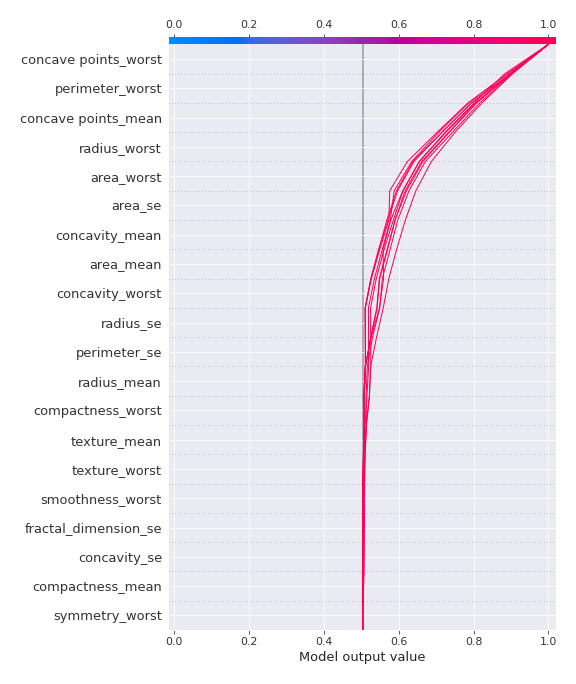 0.0 0.2 0.4 0.6 0.8 1.0
concave points_worst
perimeter_worst
concave points_mean
radius_worst
area_worst
area_se
concavity_mean
area_mean
concavity_worst
radius_se
perimeter_se
radius_mean
compactness_worst
texture_mean
texture_worst
smoothness_worst
fractal_dimension_se
concavity_se
compactness_mean
symmetry_worst
0.0 0.2 0.4 0.6 0.8 1.0
Model output value